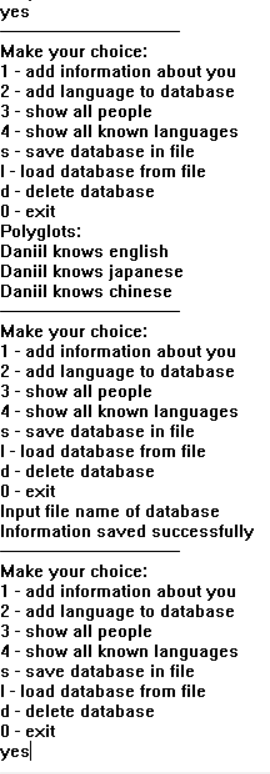 yes
Make your choice:
1 - add information about you
2 - add language to database
3 - show all people
4 - show all known languages
s - save database in file
l - load database from file
d - delete database
0 - exit
Polyglots:
Daniil knows english
Daniil knows japanese
Daniil knows chinese
Make your choice:
1 - add information about you
2 - add language to database
3 - show all people
4 - show all known languages
s - save database in file
l - load database from file
d - delete database
0 - exit
Input file name of database
Information saved successfully
Make your choice:
1 - add information about you
2 - add language to database
3 - show all people
4 - show all known languages
s - save database in file
l - load database from file
d - delete database
0 - exit
yes